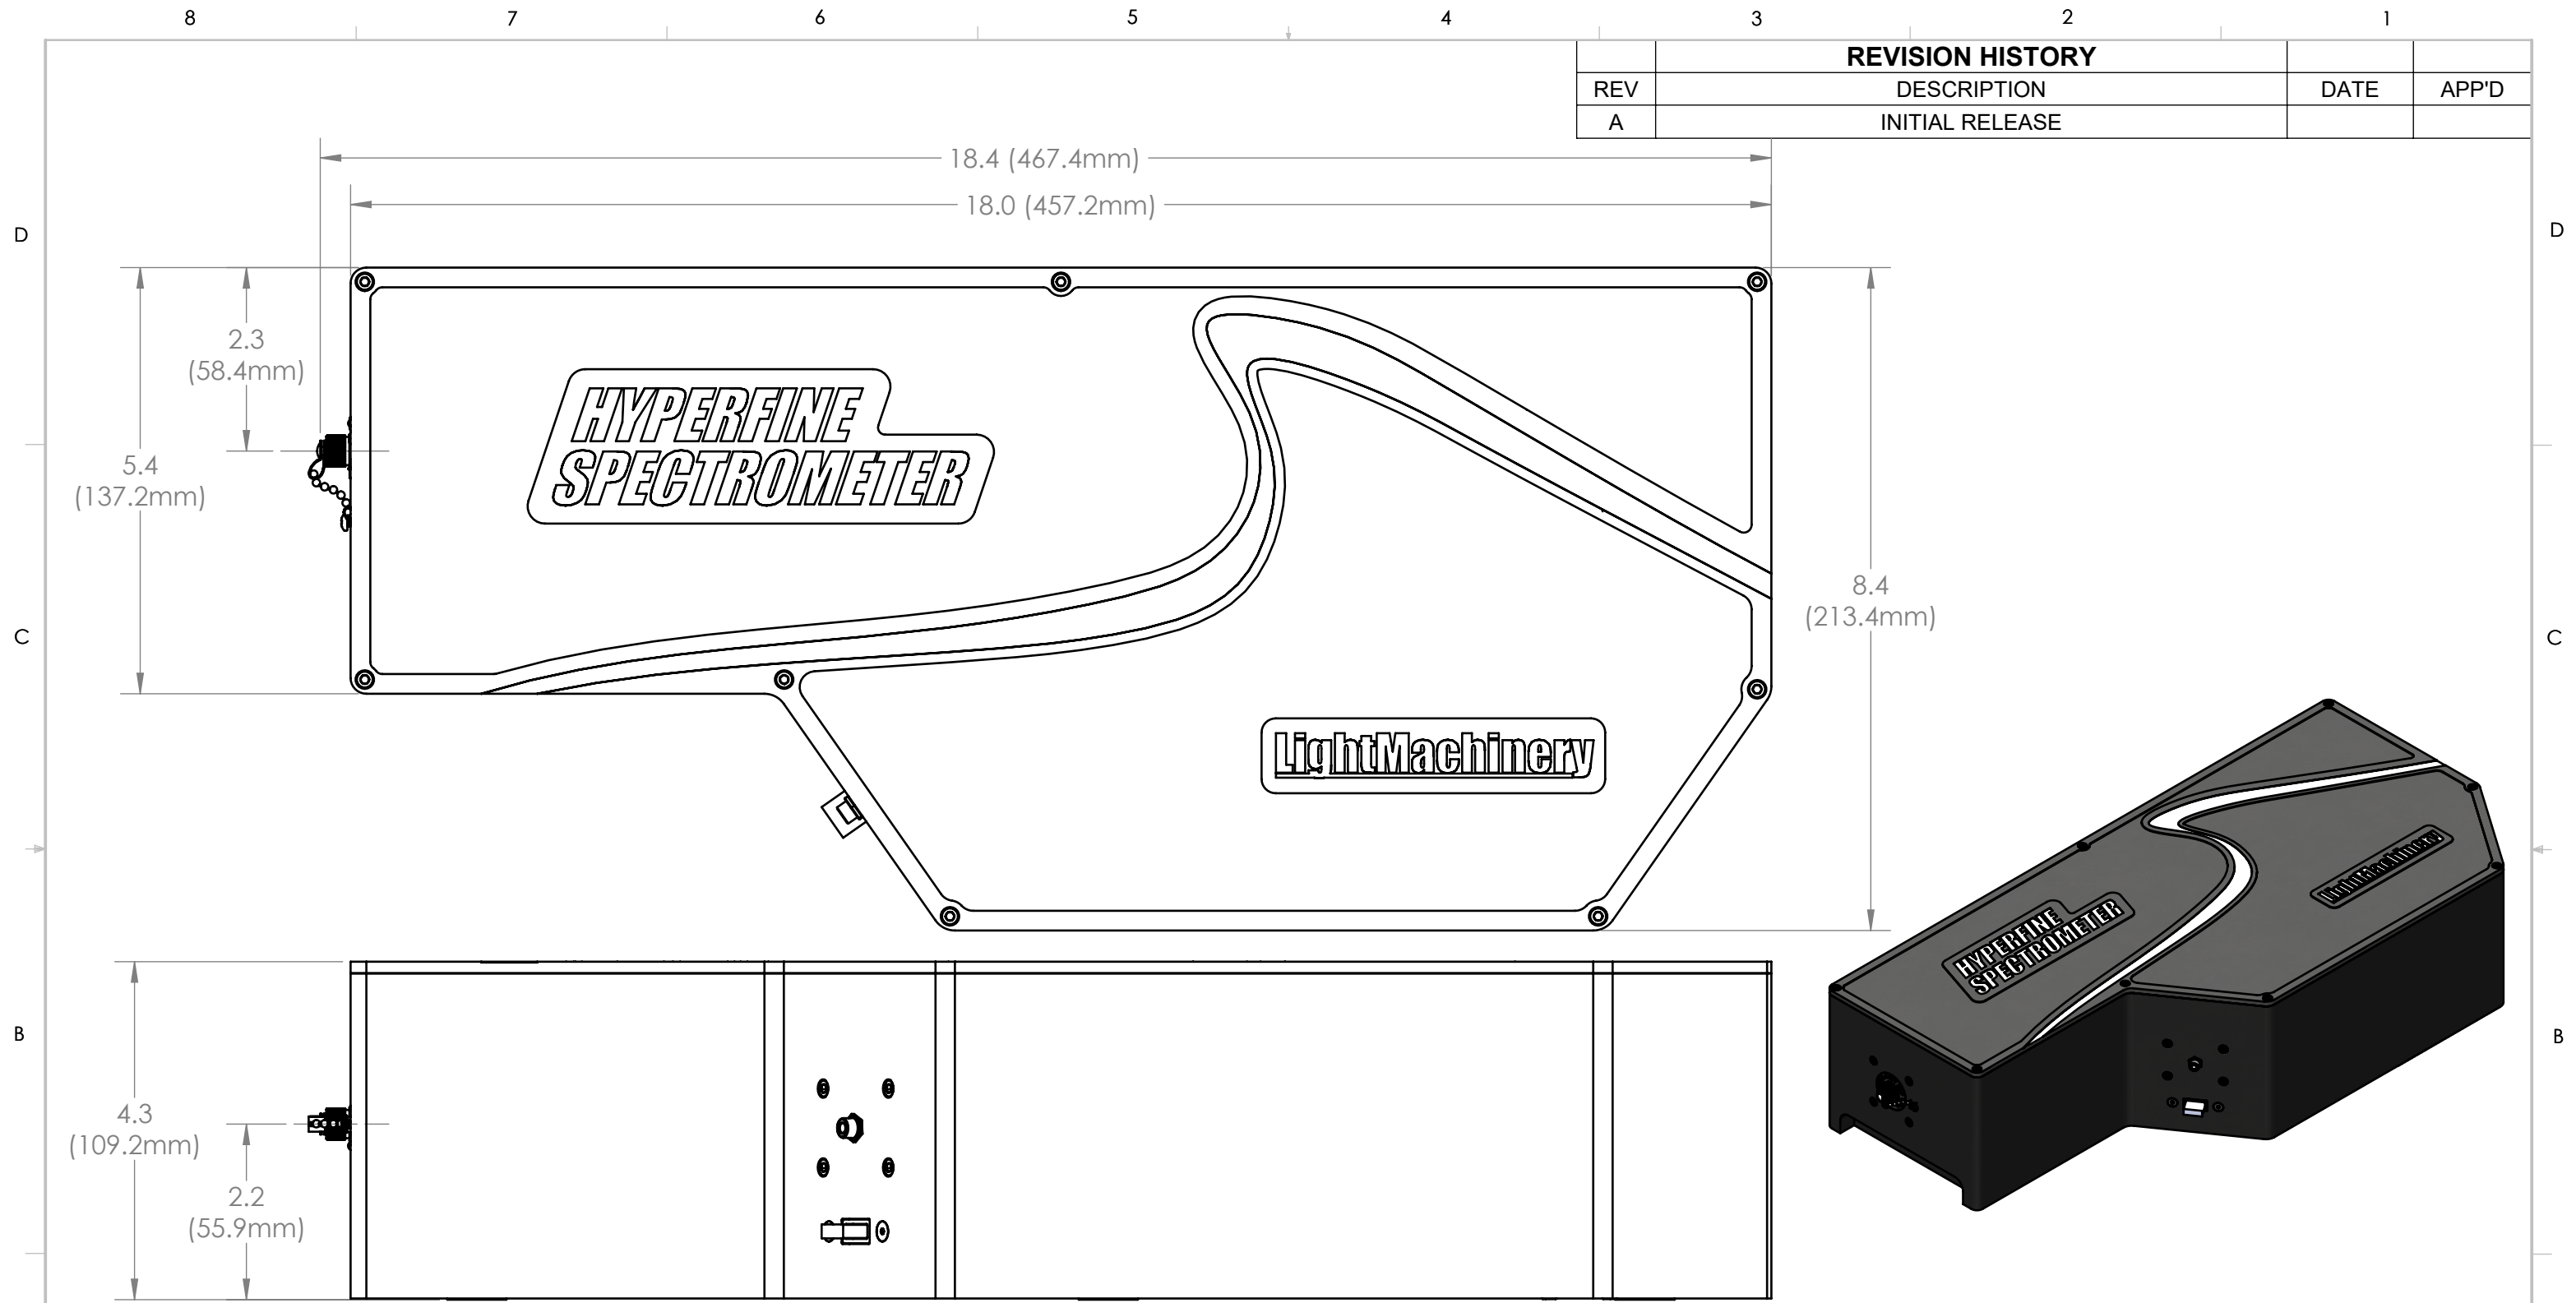 8 7 6 5 4 3 2 1
REVISION HISTORY
REV DESCRIPTION DATE APP'D
A INITIAL RELEASE
18.4 (467.4mm)
18.0 (457.2mm)
D D
2.3
(58.4mm)
5.4
(137.2mm)
HYPERFINE
SPECTROMETER
8.4
(213.4mm)
C C
LightMachinery
LightMachinery
HYPERFINE
SPECTROMETER
B B
4.3
(109.2mm)
2.2
(55.9mm)